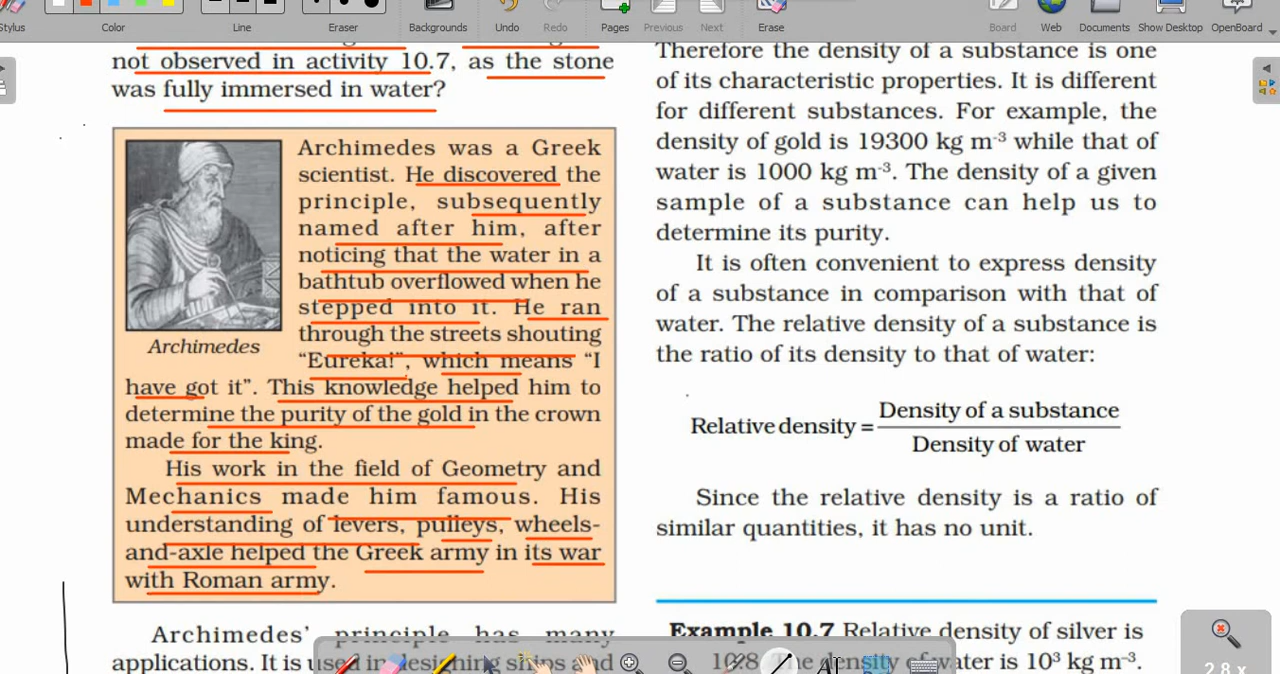 Stylus
Color
Line
Eraser
Backgrounds
Undo
Redo
Pages
Previous
Next
Erase
Board
Web
Documents
Show Desktop
OpenBoard
not observed in activity 10.7, as the stone
was fully immersed in water?
Archimedes was a Greek
scientist. He discovered the
principle, subsequently
named after him, after
noticing that the water in a
bathtub overflowed when he
stepped into it. He ran
through the streets shouting
“Eureka!”, which means “I
Archimedes
have got it”. This knowledge helped him to
determine the purity of the gold in the crown
made for the king.
His work in the field of Geometry and
Mechanics made him famous. His
understanding of levers, pulleys, wheels-
and-axle helped the Greek army in its war
with Roman army.
Archimedes’ principle has many
applications. It is used in designing ships and
Therefore the density of a substance is one
of its characteristic properties. It is different
for different substances. For example, the
density of gold is 19300 kg m⁻³ while that of
water is 1000 kg m⁻³. The density of a given
sample of a substance can help us to
determine its purity.
It is often convenient to express density
of a substance in comparison with that of
water. The relative density of a substance is
the ratio of its density to that of water:
Relative density = Density of a substance
Density of water
Since the relative density is a ratio of
similar quantities, it has no unit.
Example 10.7 Relative density of silver is
The density of water is 10³ kg m⁻³.
2.8 x